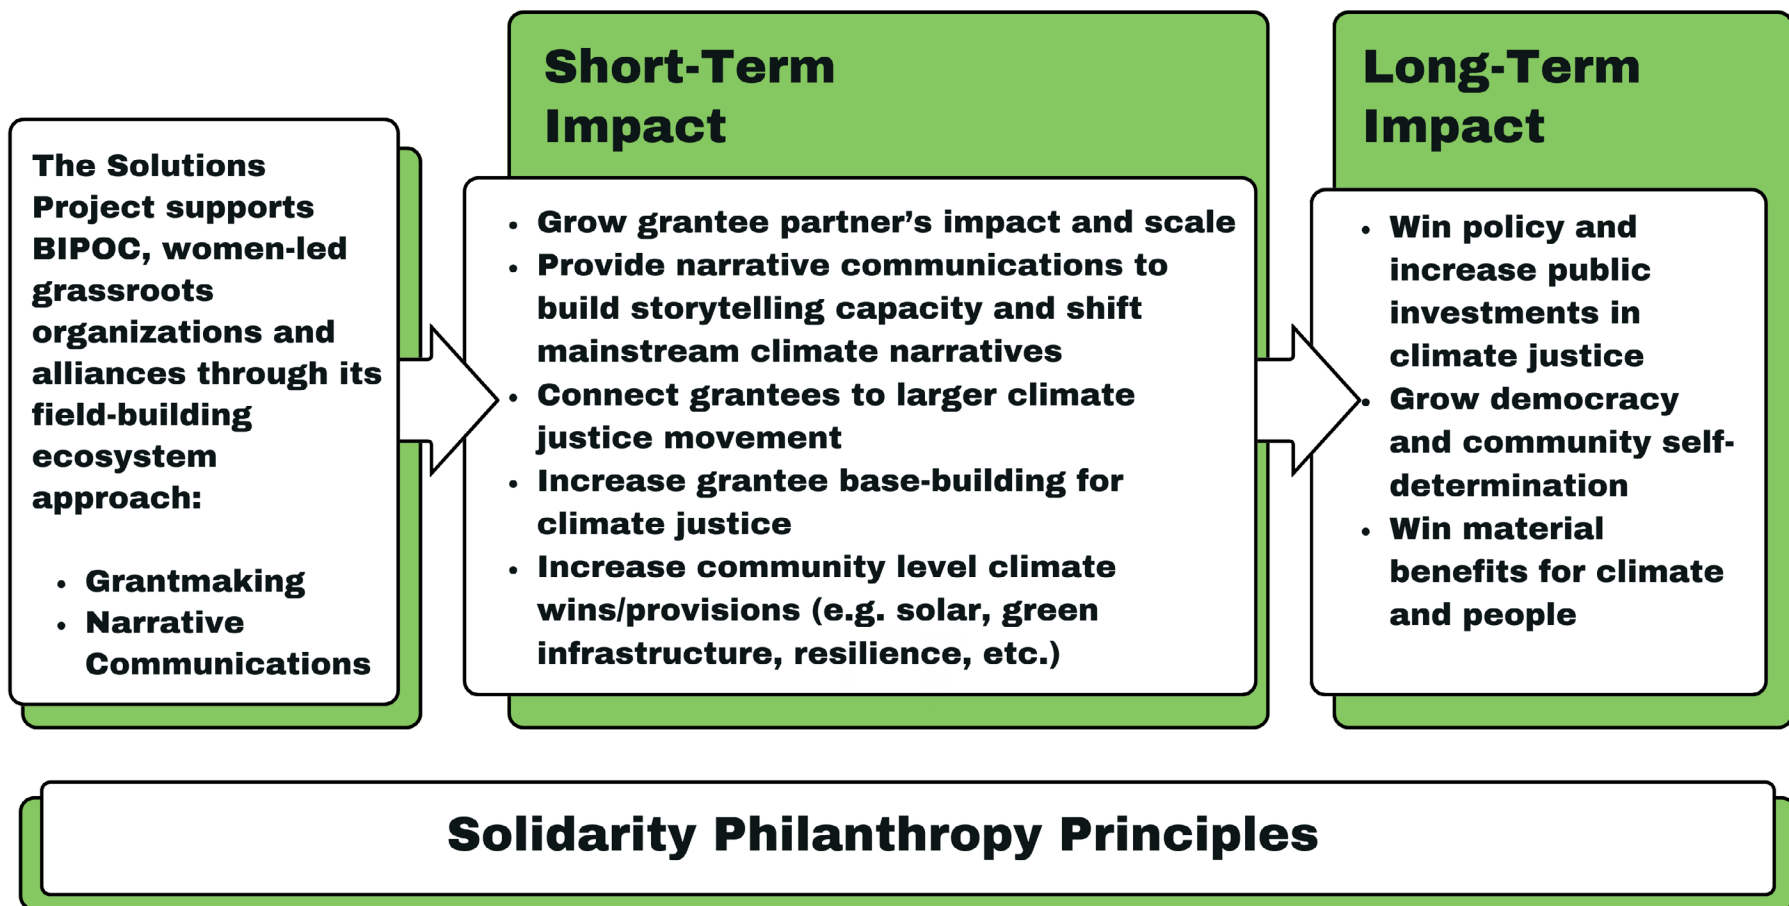 The Solutions
Project supports
BIPOC, women-led
grassroots
organizations and
alliances through its
field-building
ecosystem
approach:
• Grantmaking
• Narrative
Communications
Short-Term
Impact
• Grow grantee partner’s impact and scale
• Provide narrative communications to
build storytelling capacity and shift
mainstream climate narratives
• Connect grantees to larger climate
justice movement
• Increase grantee base-building for
climate justice
• Increase community level climate
wins/provisions (e.g. solar, green
infrastructure, resilience, etc.)
Long-Term
Impact
• Win policy and
increase public
investments in
climate justice
• Grow democracy
and community self-
determination
• Win material
benefits for climate
and people
Solidarity Philanthropy Principles